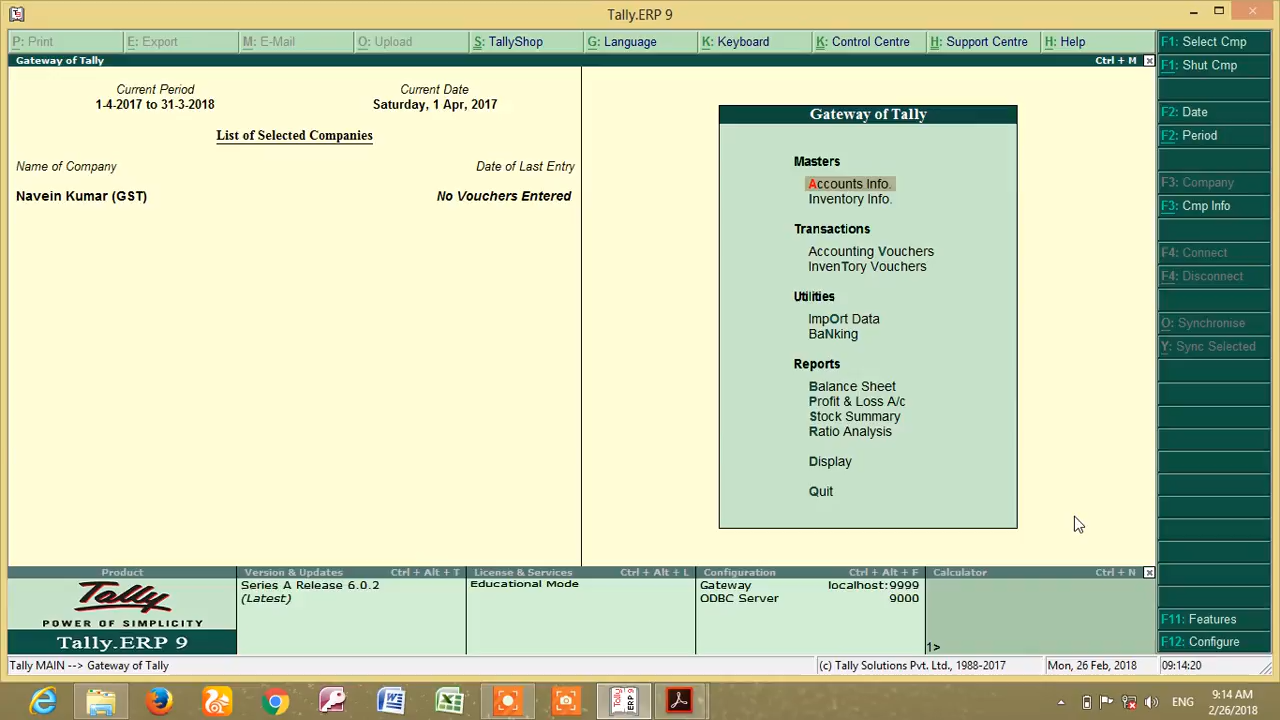 Tally.ERP 9
P: Print
E: Export
M: E-Mail
O: Upload
S: TallyShop
G: Language
K: Keyboard
K: Control Centre
H: Support Centre
H: Help
Gateway of Tally
Ctrl + M
Current Period
1-4-2017 to 31-3-2018
Current Date
Saturday, 1 Apr, 2017
List of Selected Companies
Name of Company
Date of Last Entry
Navein Kumar (GST)
No Vouchers Entered
Gateway of Tally
Masters
Accounts Info.
Inventory Info.
Transactions
Accounting Vouchers
InvenTory Vouchers
Utilities
ImpOrt Data
BaNking
Reports
Balance Sheet
Profit & Loss A/c
Stock Summary
Ratio Analysis
Display
Quit
F1: Select Cmp
F1: Shut Cmp
F2: Date
F2: Period
F3: Company
F3: Cmp Info
F4: Connect
F4: Disconnect
O: Synchronise
Y: Sync Selected
F11: Features
F12: Configure
Product
Tally
POWER OF SIMPLICITY
Tally.ERP 9
Version & Updates
Ctrl + Alt + T
Series A Release 6.0.2
(Latest)
License & Services
Ctrl + Alt + L
Educational Mode
Configuration
Ctrl + Alt + F
Gateway
localhost:9999
ODBC Server
9000
Calculator
Ctrl + N
1>
Tally MAIN --> Gateway of Tally
(c) Tally Solutions Pvt. Ltd., 1988-2017
Mon, 26 Feb, 2018
09:14:20
Tally ERP 9
ENG
9:14 AM
2/26/2018